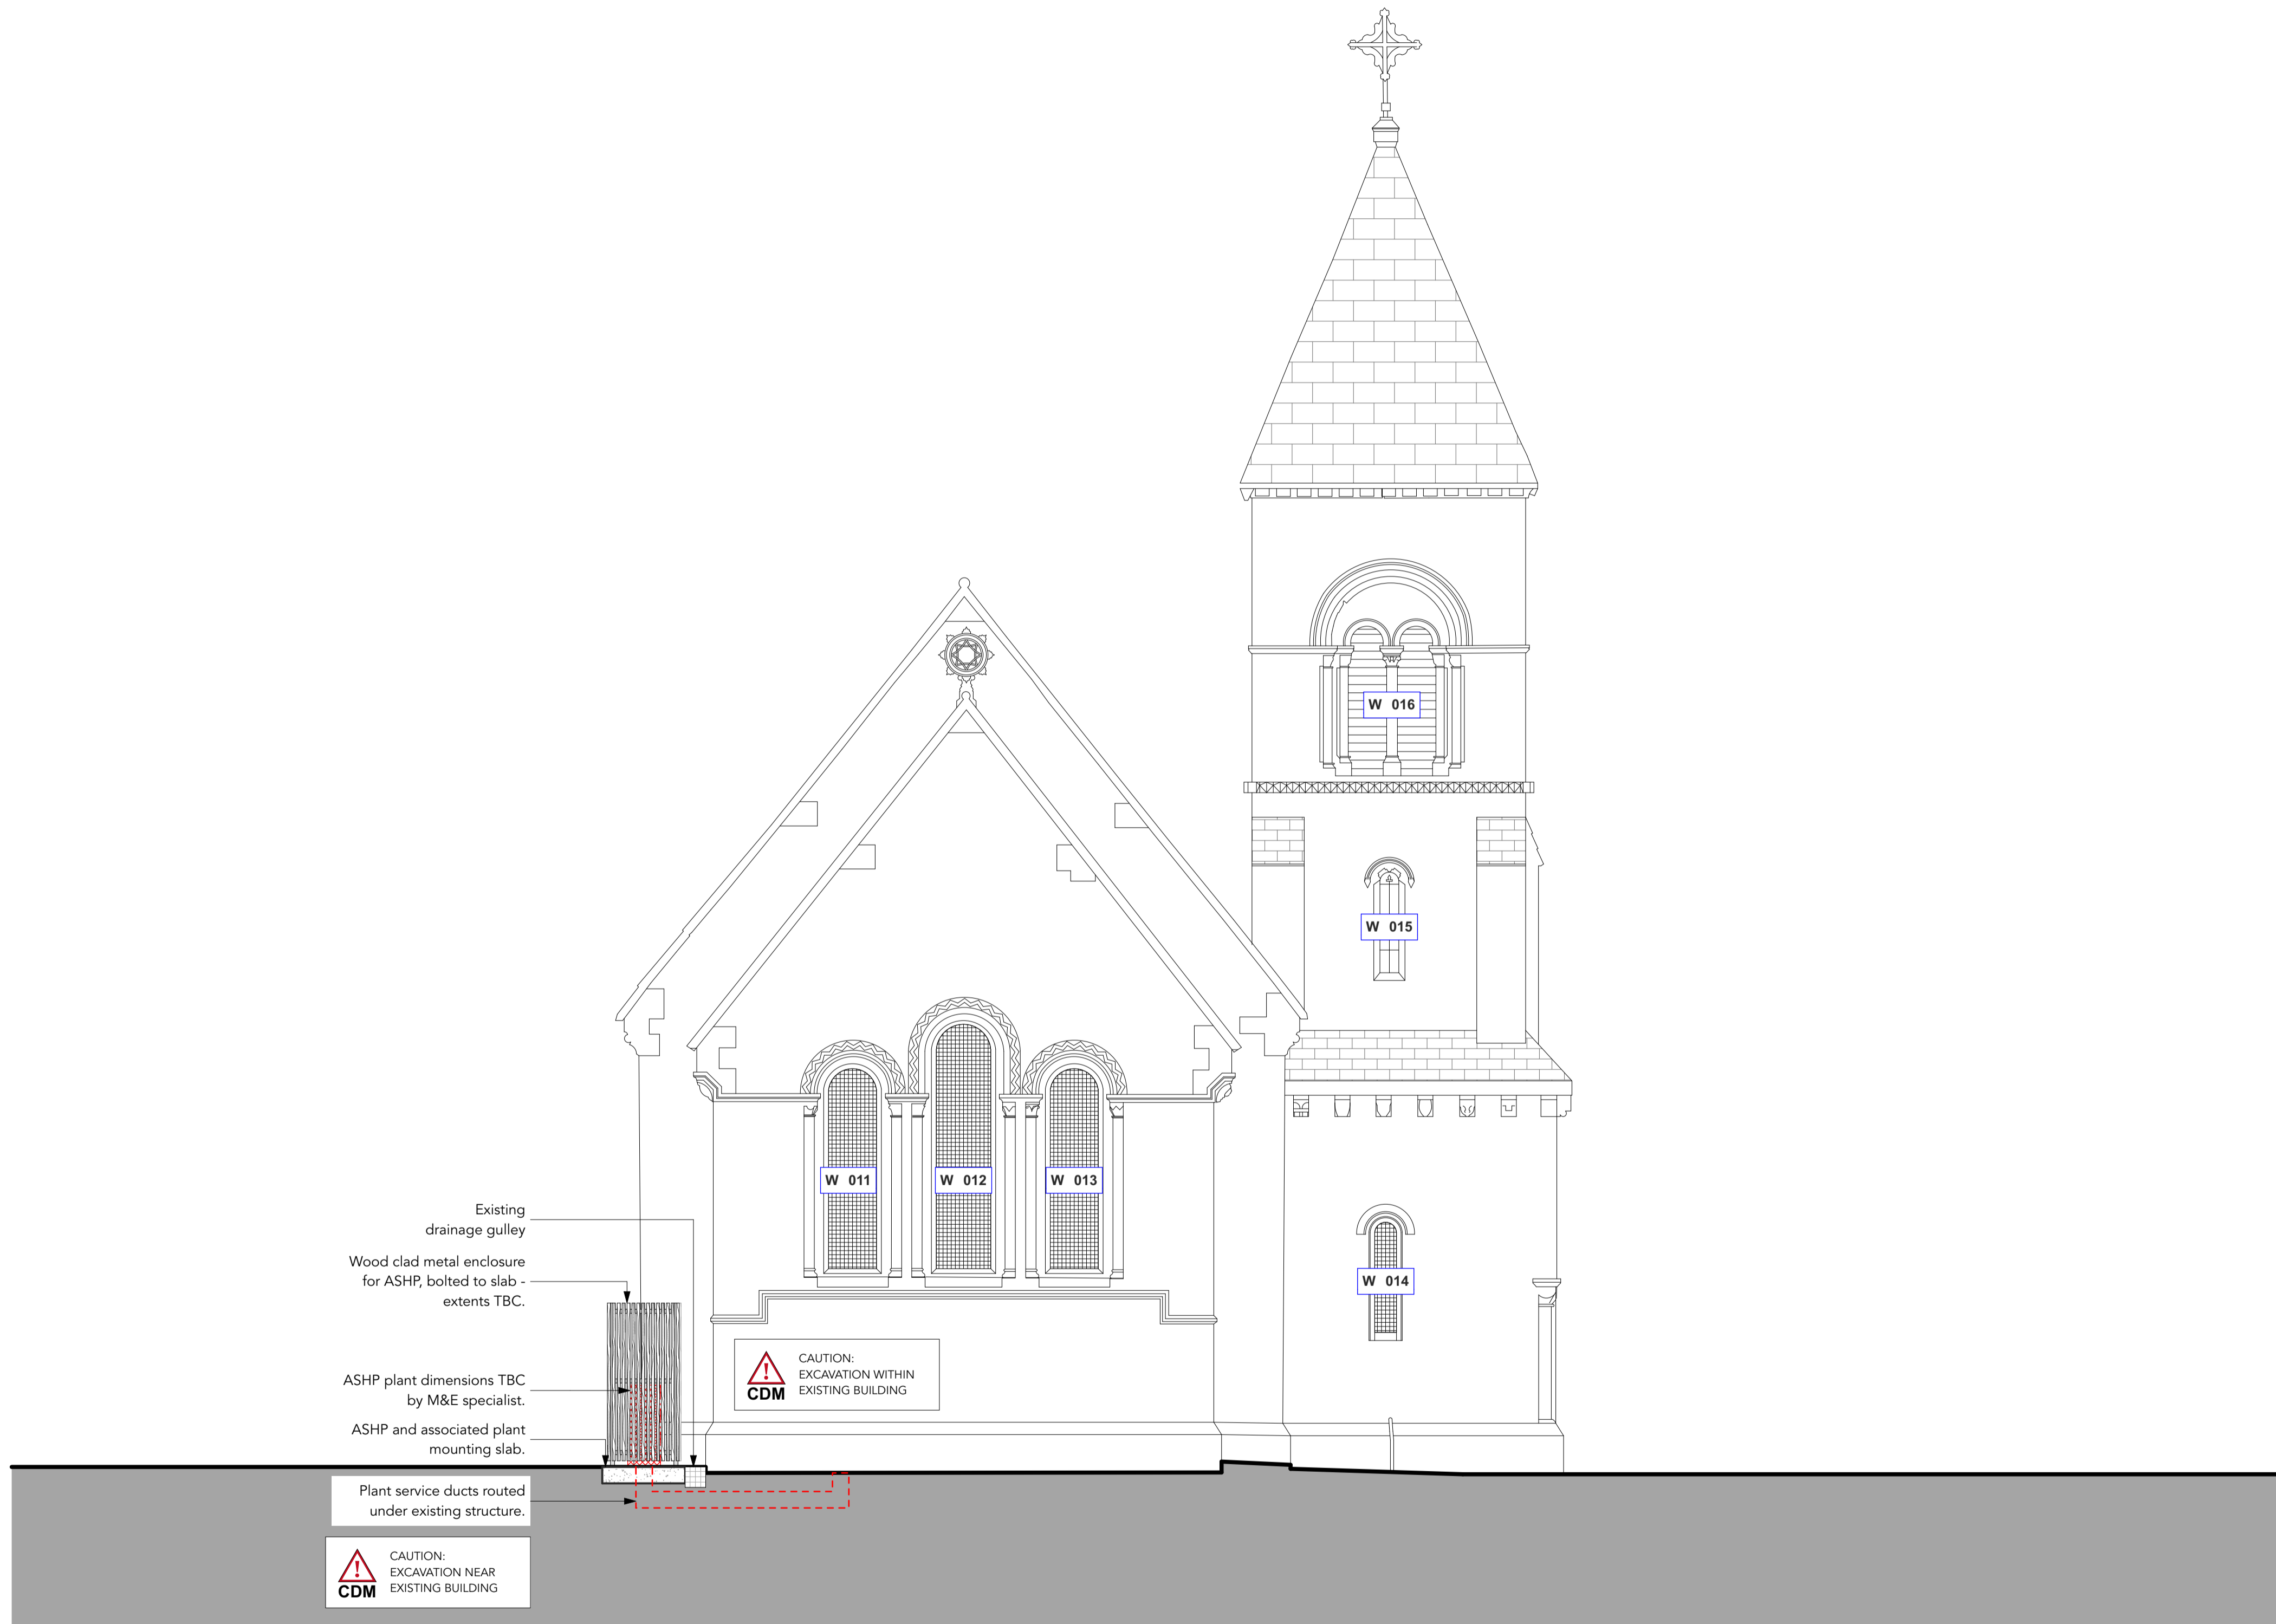 W 016
W 015
W 011
W 012
W 013
W 014
Existing
drainage gulley
Wood clad metal enclosure
for ASHP, bolted to slab -
extents TBC.
ASHP plant dimensions TBC
by M&E specialist.
ASHP and associated plant
mounting slab.
CAUTION:
EXCAVATION WITHIN
EXISTING BUILDING
CDM
Plant service ducts routed
under existing structure.
CAUTION:
EXCAVATION NEAR
EXISTING BUILDING
CDM